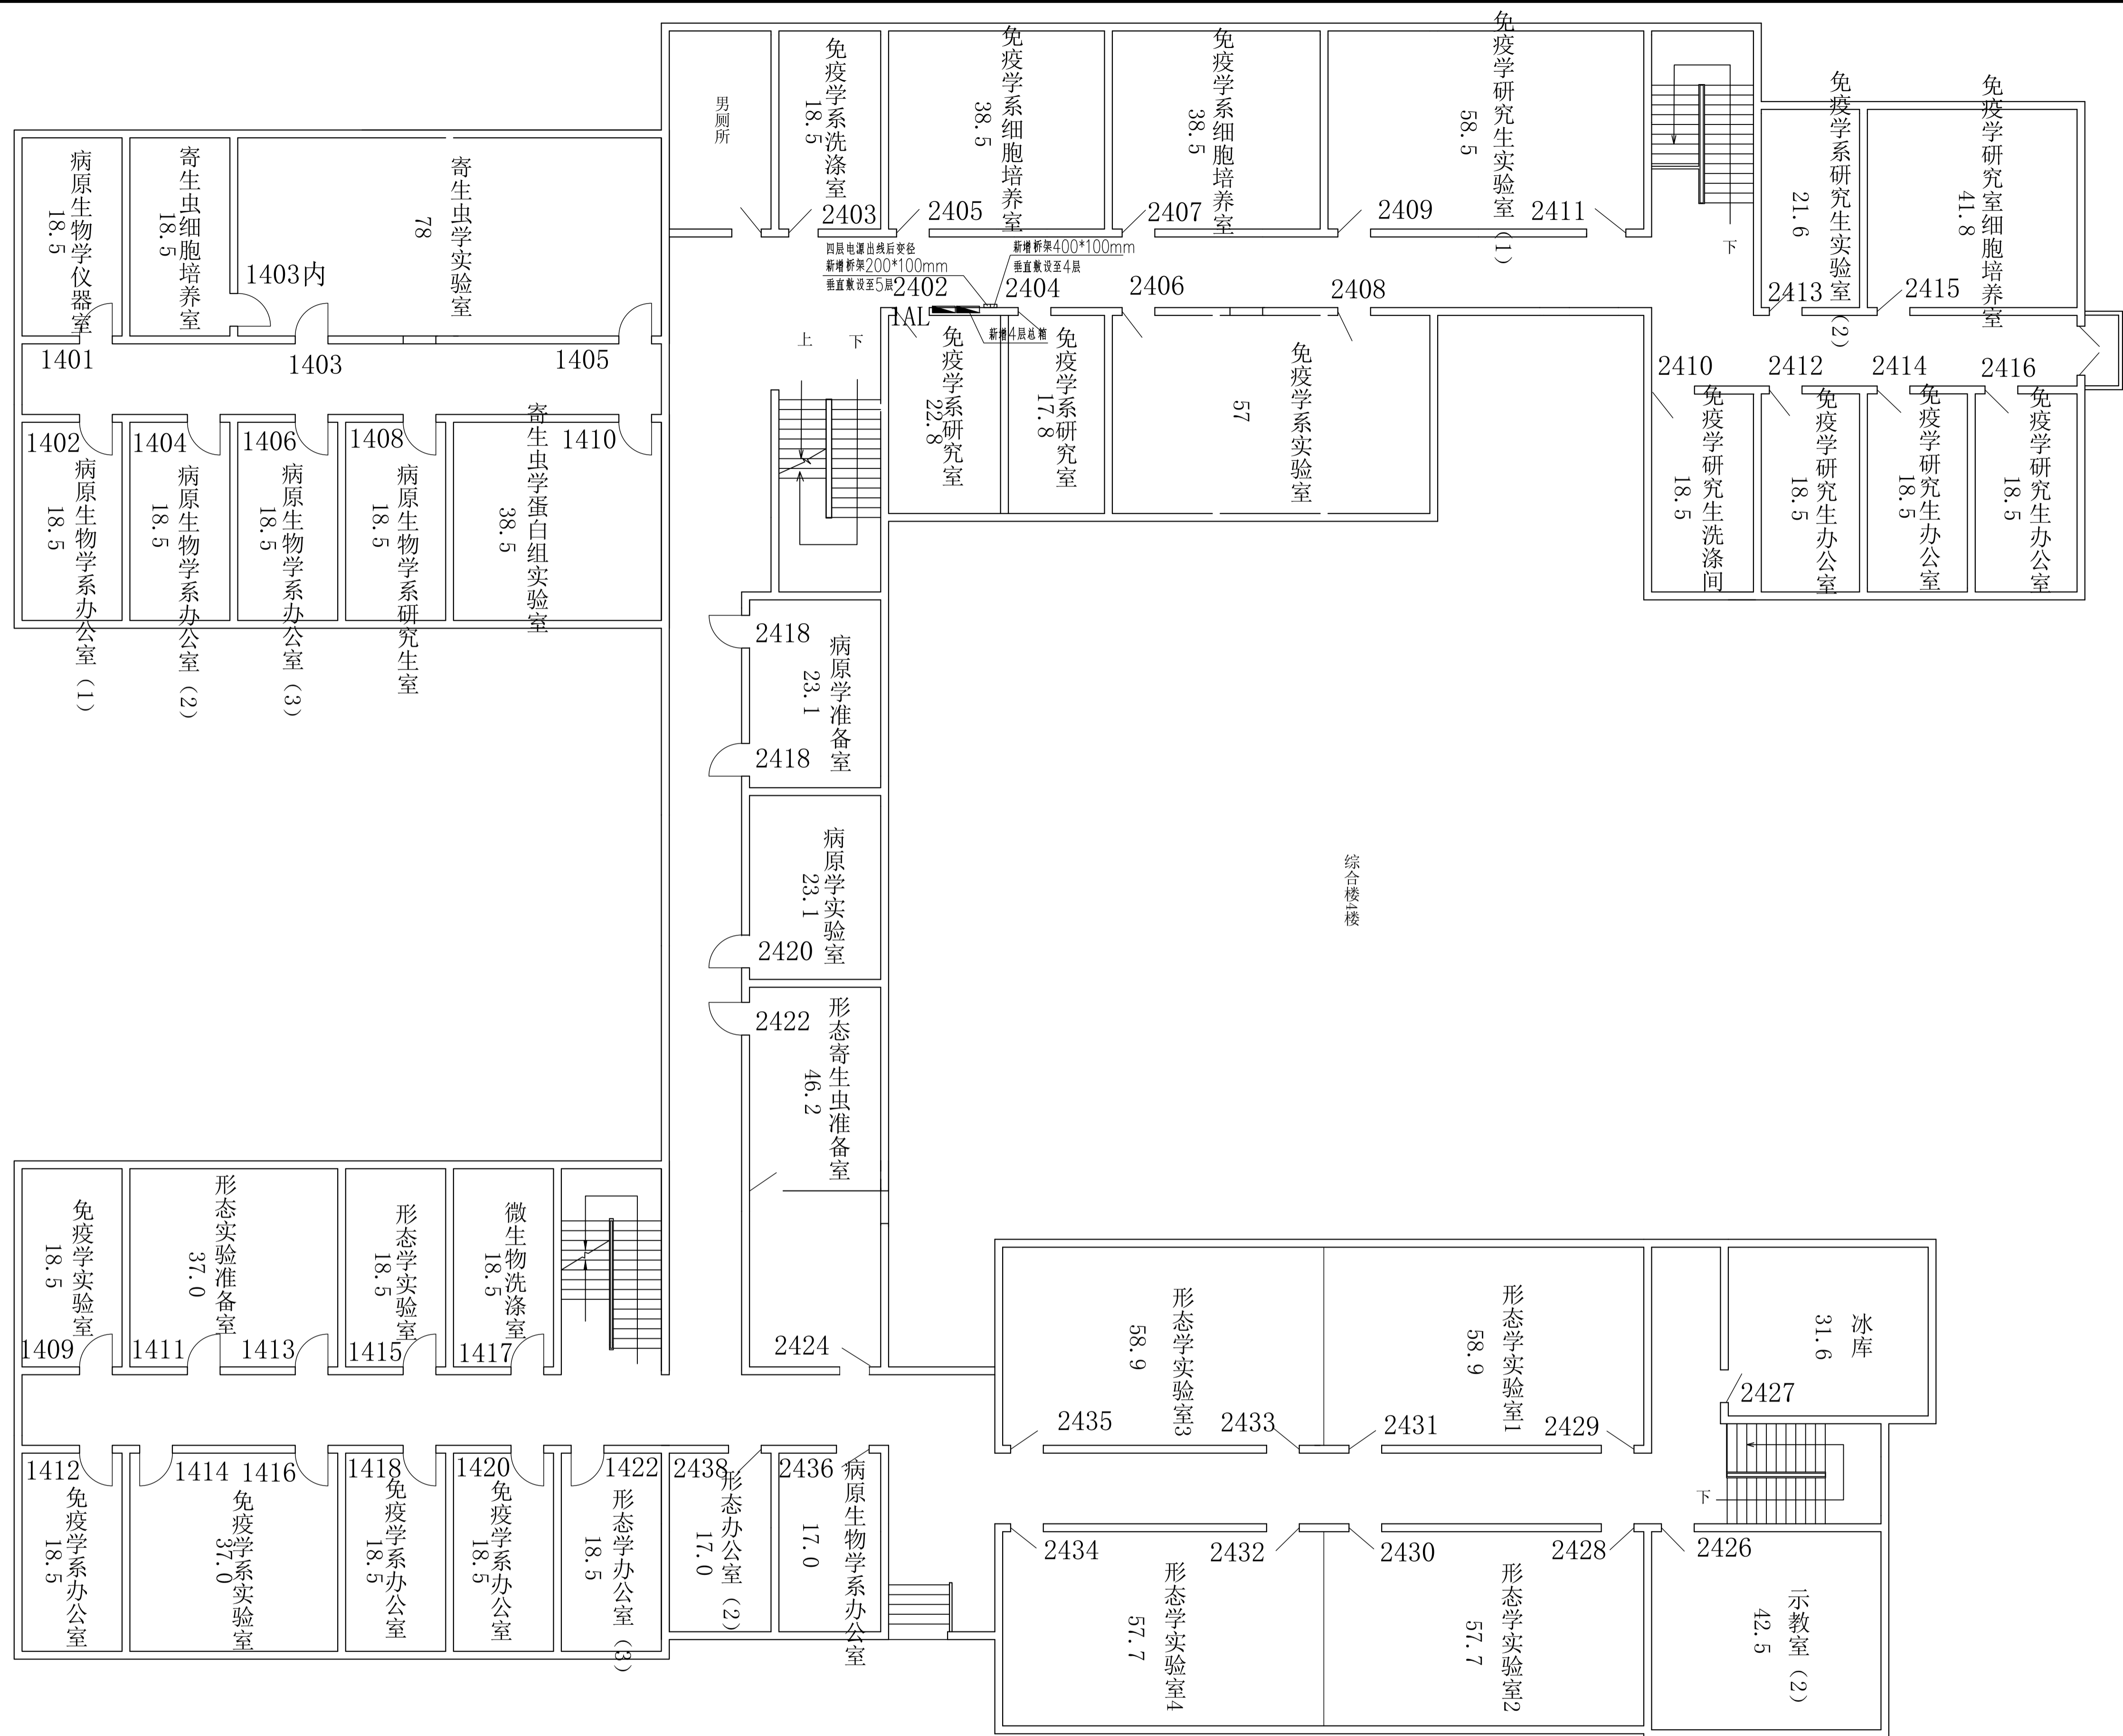 男厕所
免疫学系洗涤室
18.5
2403
免疫学系细胞培养室
38.5
2405
免疫学系细胞培养室
38.5
2407
免疫学研究生实验室（1）
58.5
2409
2411
下
免疫学系研究生实验室（2）
21.6
2413
免疫学研究室细胞培养室
41.8
2415
病原生物学仪器室
18.5
1401
寄生虫细胞培养室
18.5
1403内
寄生虫学实验室
78
1403
1405
四层电源出线后变径
新增桥架200*100mm
垂直敷设至5层
新增桥架400*100mm
垂直敷设至4层
2402
1AL
新增4层总箱
2404
2406
2408
上
下
免疫学系研究室
22.8
免疫学系研究室
17.8
免疫学系实验室
57
2410
免疫学研究生洗涤间
18.5
2412
免疫学研究生办公室
18.5
2414
免疫学研究生办公室
18.5
2416
免疫学研究生办公室
18.5
1402
病原生物学系办公室（1）
18.5
1404
病原生物学系办公室（2）
18.5
1406
病原生物学系办公室（3）
18.5
1408
病原生物学系研究生室
18.5
1410
寄生虫学蛋白组实验室
38.5
2418
病原学准备室
23.1
2418
病原学实验室
23.1
2420
2422
形态寄生虫准备室
46.2
2424
综合楼4楼
免疫学实验室
18.5
1409
形态实验准备室
37.0
1411
1413
形态学实验室
18.5
1415
微生物洗涤室
18.5
1417
形态学实验室3
58.9
2435
2433
形态学实验室1
58.9
2431
2429
冰库
31.6
2427
下
1412
免疫学系办公室
18.5
1414
1416
免疫学系实验室
37.0
1418
免疫学系办公室
18.5
1420
免疫学系办公室
18.5
1422
形态学办公室（3）
18.5
2438
形态办公室（2）
17.0
2436
病原生物学系办公室
17.0
2434
2432
形态学实验室4
57.7
2430
2428
形态学实验室2
57.7
2426
示教室（2）
42.5